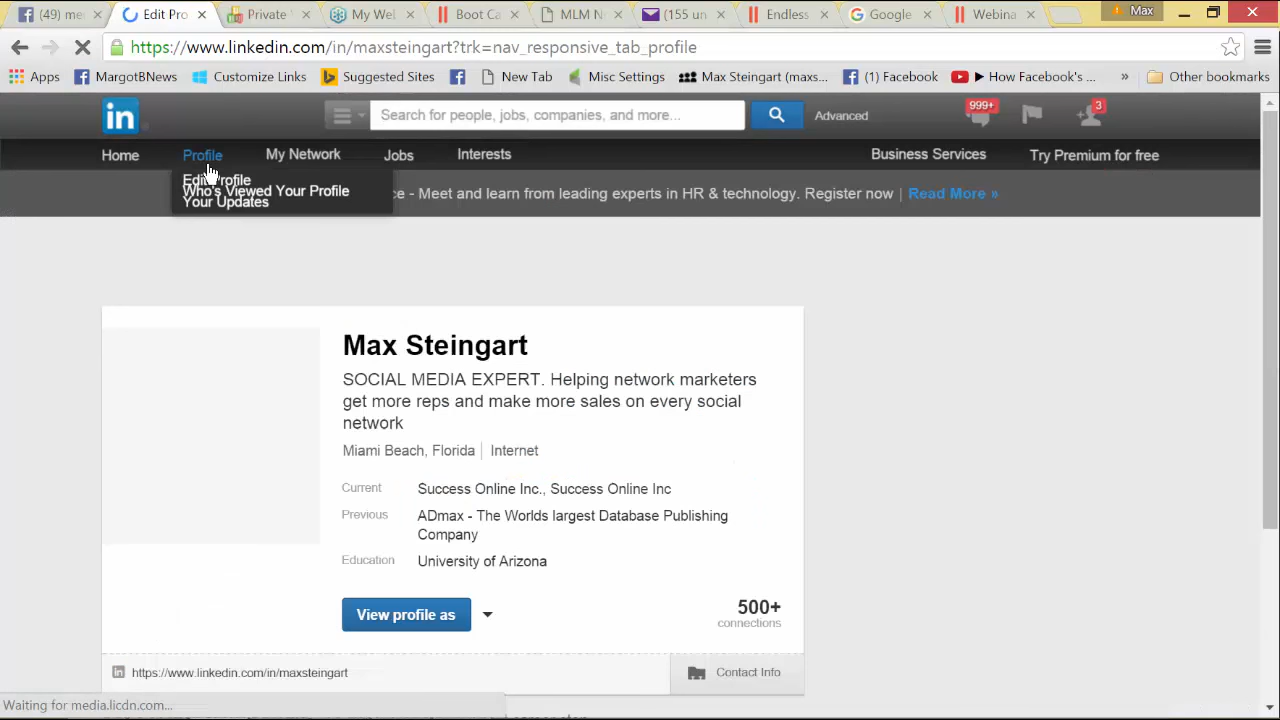 (49) me
Edit Pro
Private
My Wel
Boot Ca
MLM N
(155 un
Endless
Google
Webina
Max
https://www.linkedin.com/in/maxsteingart?trk=nav_responsive_tab_profile
Apps
MargotBNews
Customize Links
Suggested Sites
New Tab
Misc Settings
Max Steingart (maxs...
(1) Facebook
How Facebook's ...
»
Other bookmarks
in
Search for people, jobs, companies, and more...
Advanced
999+
3
Home
Profile
My Network
Jobs
Interests
Business Services
Try Premium for free
Edit Profile
Who's Viewed Your Profile
Your Updates
ce - Meet and learn from leading experts in HR & technology. Register now | Read More »
Max Steingart
SOCIAL MEDIA EXPERT. Helping network marketers
get more reps and make more sales on every social
network
Miami Beach, Florida | Internet
Current Success Online Inc., Success Online Inc
Previous ADmax - The Worlds largest Database Publishing
Company
Education University of Arizona
View profile as
500+
connections
https://www.linkedin.com/in/maxsteingart
Contact Info
Waiting for media.licdn.com...